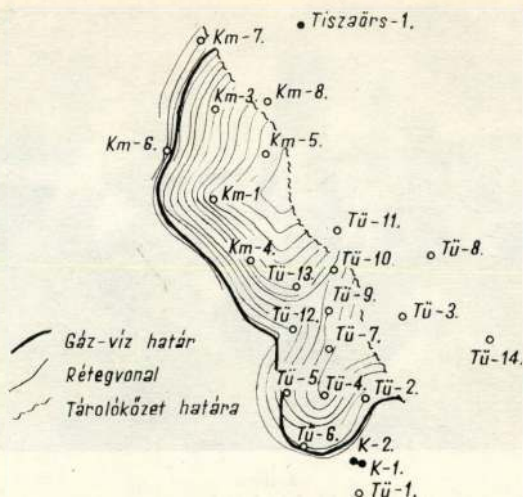 Tiszaörs-1.
Km-7.
Km-3.
Km-8.
Km-6.
Km-5.
Km-1
Tü-11.
Km-4.
Tü-10.
Tü-8.
Tü-13.
Tü-9.
Tü-12.
Tü-3.
Tü-7.
Tü-14.
Gáz-víz határ
Rétegvonal
Tárolókőzet határa
Tü-5.
Tü-4.
Tü-2.
Tü-6.
K-2.
K-1.
Tü-1.